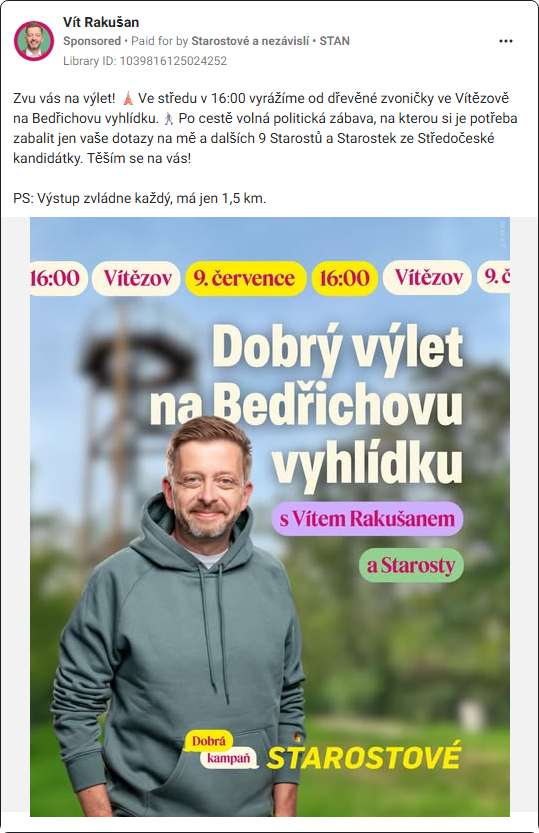 Vít Rakušan
Sponsored • Paid for by Starostové a nezávislí • STAN
Library ID: 1039816125024252
Zvu vás na výlet! 🗼 Ve středu v 16:00 vyrážíme od dřevěné zvoničky ve Vítězově
na Bedřichovu vyhlídku. 🚶 Po cestě volná politická zábava, na kterou si je potřeba
zabalit jen vaše dotazy na mě a dalších 9 Starostů a Starostek ze Středočeské
kandidátky. Těším se na vás!
PS: Výstup zvládne každý, má jen 1,5 km.
16:00 Vítězov 9. července 16:00 Vítězov 9. č
Dobrý výlet
na Bedřichovu
vyhlídku
s Vítem Rakušanem
a Starosty
Dobrá
kampaň
STAROSTOVÉ